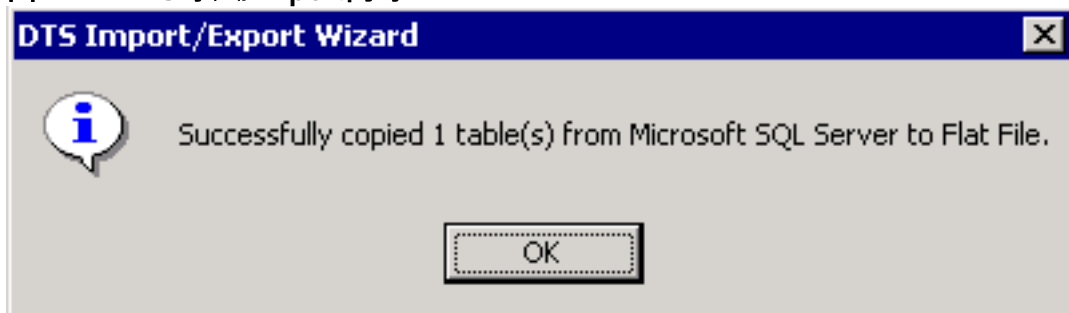 DTS Import/Export Wizard
Successfully copied 1 table(s) from Microsoft SQL Server to Flat File.
OK